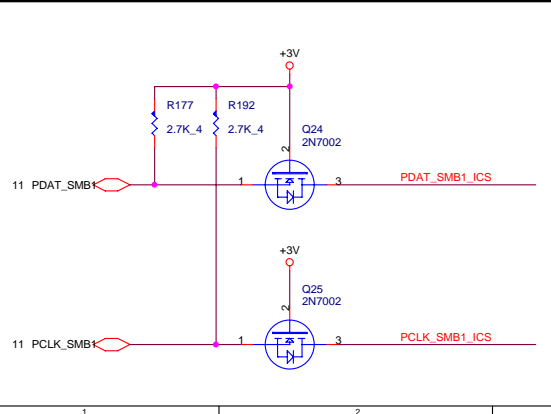 +3V
R177
R192
2.7K_4
2.7K_4
Q24
2N7002
2
11 PDAT_SMB1
1
3
PDAT_SMB1_ICS
+3V
Q25
2N7002
2
11 PCLK_SMB1
1
3
PCLK_SMB1_ICS
1
2